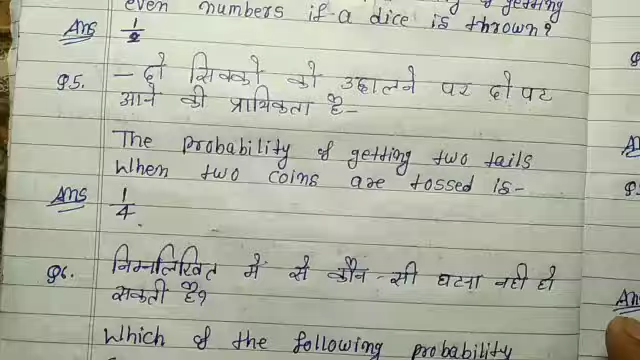 even numbers if a dice is thrown?
Ans 1/2
Q5. – दो सिक्को को उछालने पर दो पट
आने की प्रायिकता है-
The probability of getting two tails
When two coins are tossed is-
Ans 1/4
Q6. निम्नलिखित में से कौन-सी घटना नही हो
सकती है?
Which of the following probability